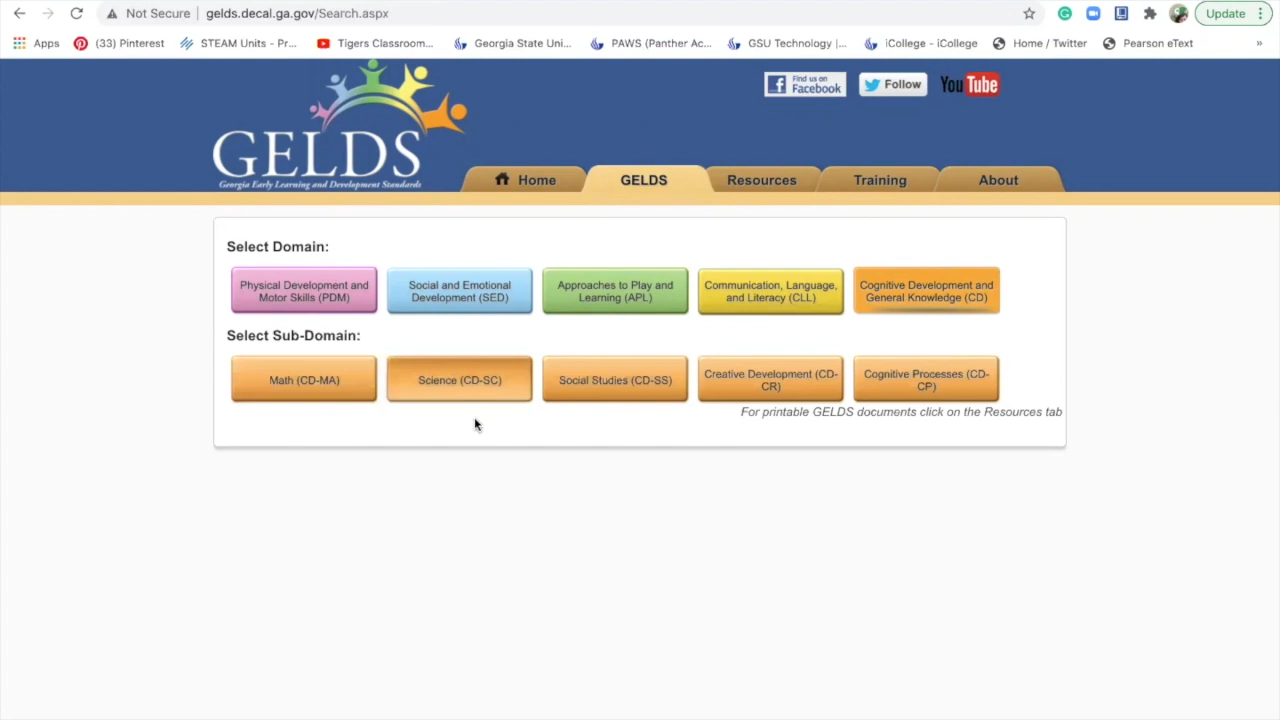 Not Secure | gelds.decal.ga.gov/Search.aspx Update
Apps (33) Pinterest STEAM Units - Pr... Tigers Classroom... Georgia State Uni... PAWS (Panther Ac... GSU Technology |... iCollege - iCollege Home / Twitter Pearson eText »
GELDS
Georgia Early Learning and Development Standards
Find us on
Facebook
Follow
YouTube
Home GELDS Resources Training About
Select Domain:
Physical Development and
Motor Skills (PDM)
Social and Emotional
Development (SED)
Approaches to Play and
Learning (APL)
Communication, Language,
and Literacy (CLL)
Cognitive Development and
General Knowledge (CD)
Select Sub-Domain:
Math (CD-MA)
Science (CD-SC)
Social Studies (CD-SS)
Creative Development (CD-
CR)
Cognitive Processes (CD-
CP)
For printable GELDS documents click on the Resources tab